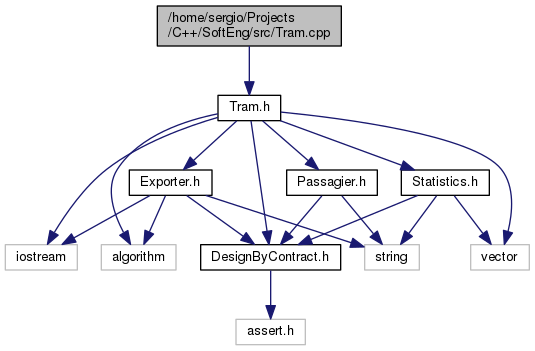 /home/sergio/Projects
/C++/SoftEng/src/Tram.cpp
Tram.h
Exporter.h
Passagier.h
Statistics.h
iostream
algorithm
DesignByContract.h
string
vector
assert.h